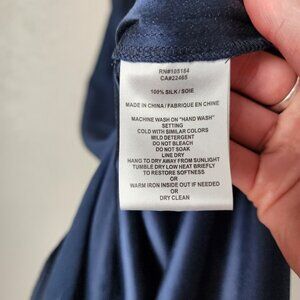 RN#103184
CA#22465
100% SILK / SOIE
MADE IN CHINA / FABRIQUE EN CHINE
MACHINE WASH ON "HAND WASH"
SETTING
COLD WITH SIMILAR COLORS
MILD DETERGENT
DO NOT BLEACH
DO NOT SOAK
LINE DRY
HANG TO DRY AWAY FROM SUNLIGHT
TUMBLE DRY LOW HEAT BRIEFLY
TO RESTORE SOFTNESS
OR
WARM IRON INSIDE OUT IF NEEDED
OR
DRY CLEAN